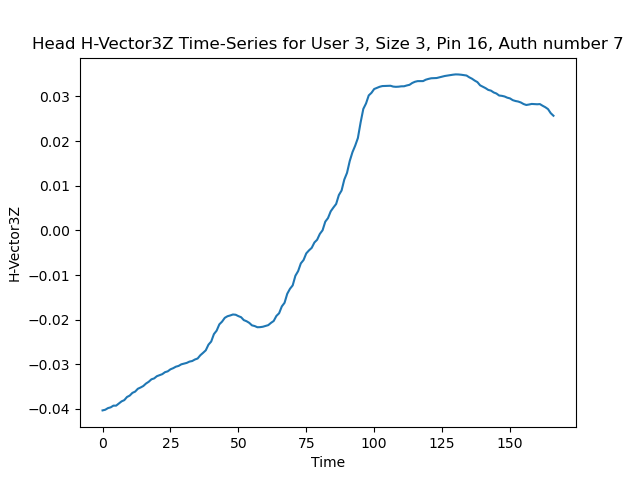 Head H-Vector3Z Time-Series for User 3, Size 3, Pin 16, Auth number 7
H-Vector3Z
0.03
0.02
0.01
0.00
−0.01
−0.02
−0.03
−0.04
0 25 50 75 100 125 150
Time